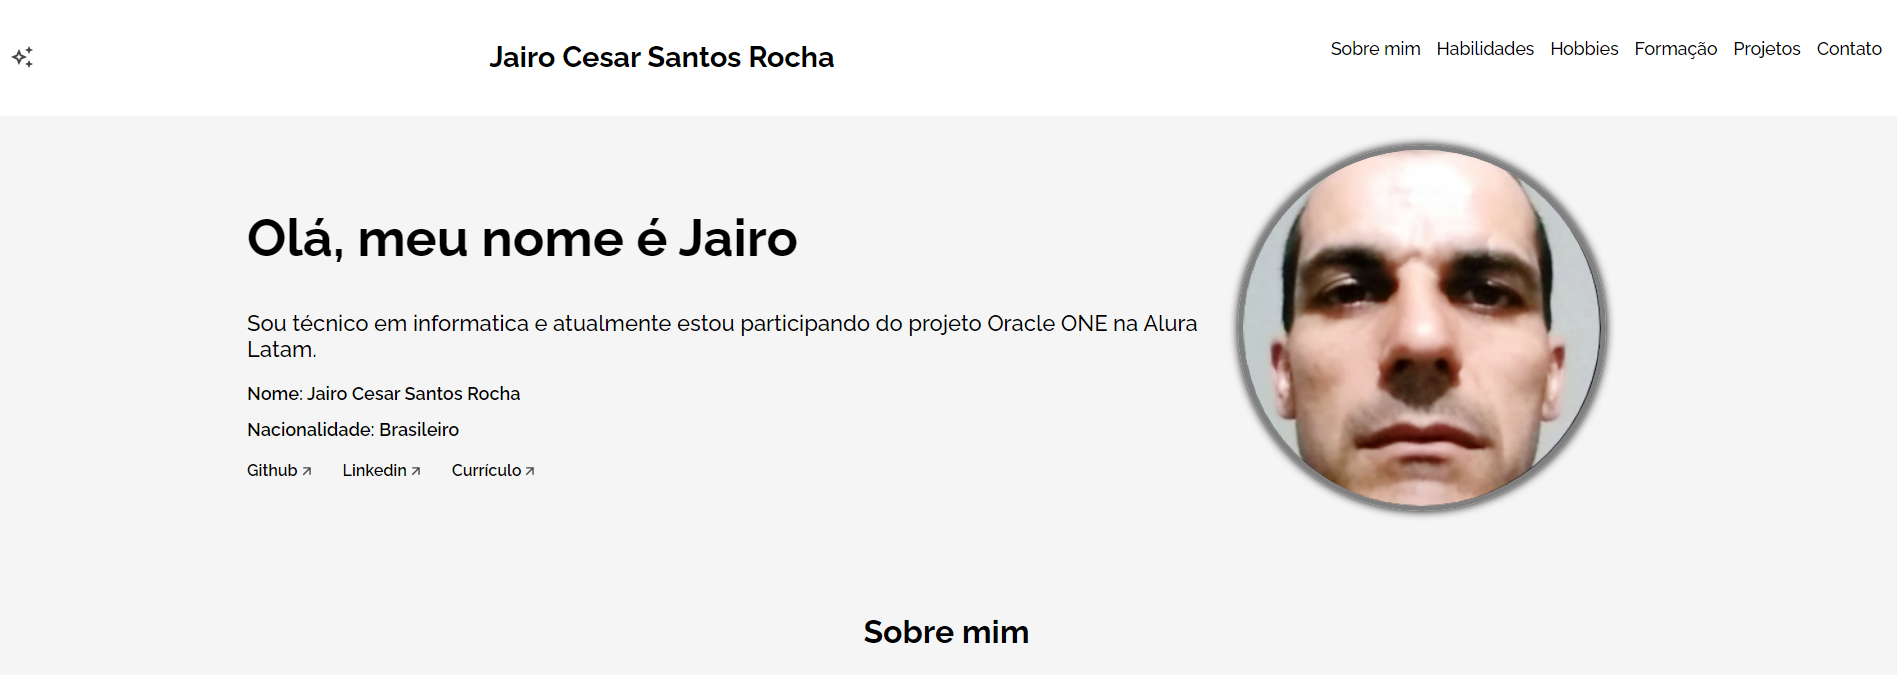 Jairo Cesar Santos Rocha
Sobre mim Habilidades Hobbies Formação Projetos Contato
Olá, meu nome é Jairo
Sou técnico em informatica e atualmente estou participando do projeto Oracle ONE na Alura
Latam.
Nome: Jairo Cesar Santos Rocha
Nacionalidade: Brasileiro
Github Linkedin Currículo
Sobre mim